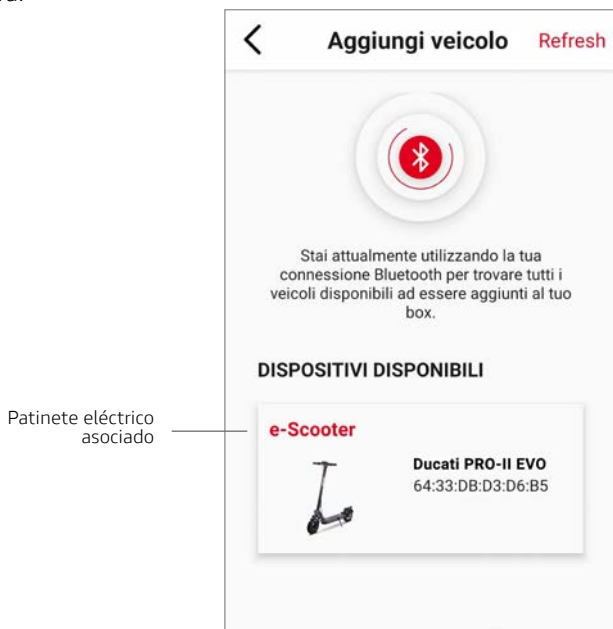 Aggiungi veicolo Refresh
Stai attualmente utilizzando la tua
connessione Bluetooth per trovare tutti i
veicoli disponibili ad essere aggiunti al tuo
box.
DISPOSITIVI DISPONIBILI
Patinete eléctrico
asociado
e-Scooter
Ducati PRO-II EVO
64:33:DB:D3:D6:B5